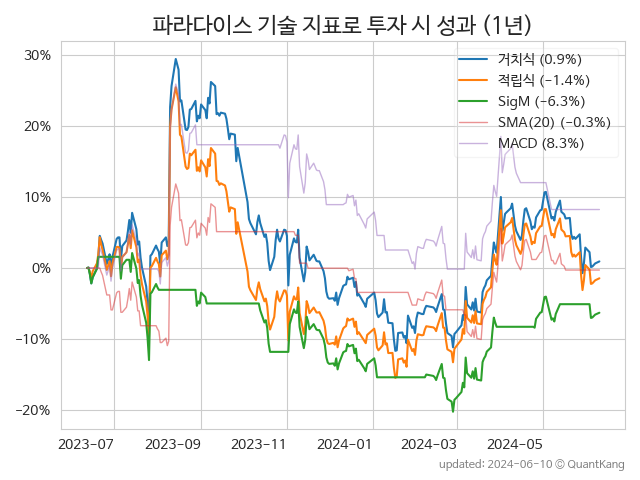 파라다이스 기술 지표로 투자 시 성과 (1년)
30%
20%
10%
0%
−10%
−20%
거치식 (0.9%)
적립식 (−1.4%)
SigM (−6.3%)
SMA(20) (−0.3%)
MACD (8.3%)
2023-07 2023-09 2023-11 2024-01 2024-03 2024-05
updated: 2024-06-10 © QuantKang